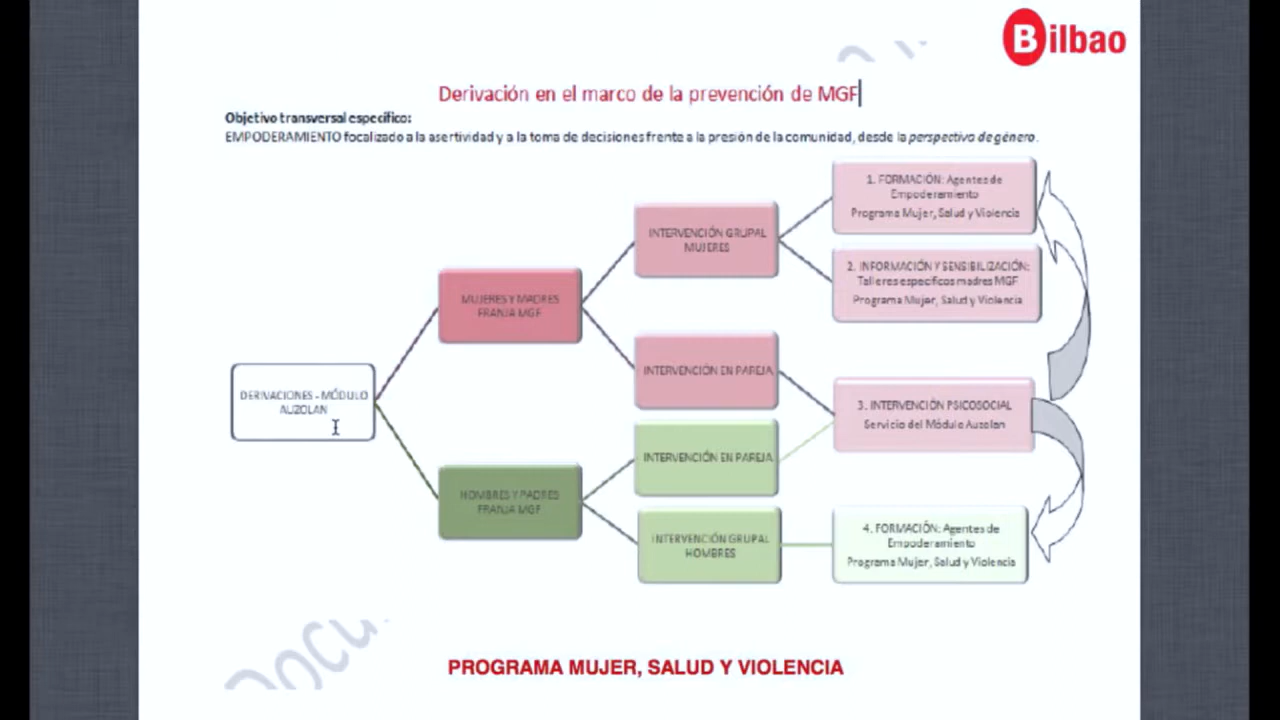 Bilbao
Derivación en el marco de la prevención de MGF
Objetivo transversal específico:
EMPODERAMIENTO focalizado a la asertividad y a la toma de decisiones frente a la presión de la comunidad, desde la perspectiva de género.
1. FORMACIÓN: Agentes de
Empoderamiento
Programa Mujer, Salud y Violencia
INTERVENCIÓN GRUPAL
MUJERES
2. INFORMACIÓN Y SENSIBILIZACIÓN:
Talleres específicos madres MGF
Programa Mujer, Salud y Violencia
MUJERES Y MADRES
FRANJA MGF
INTERVENCIÓN EN PAREJA
DERIVACIONES - MÓDULO
AUZOLAN
3. INTERVENCIÓN PSICOSOCIAL
Servicio del Módulo Auzolan
INTERVENCIÓN EN PAREJA
HOMBRES Y PADRES
FRANJA MGF
INTERVENCIÓN GRUPAL
HOMBRES
4. FORMACIÓN: Agentes de
Empoderamiento
Programa Mujer, Salud y Violencia
PROGRAMA MUJER, SALUD Y VIOLENCIA